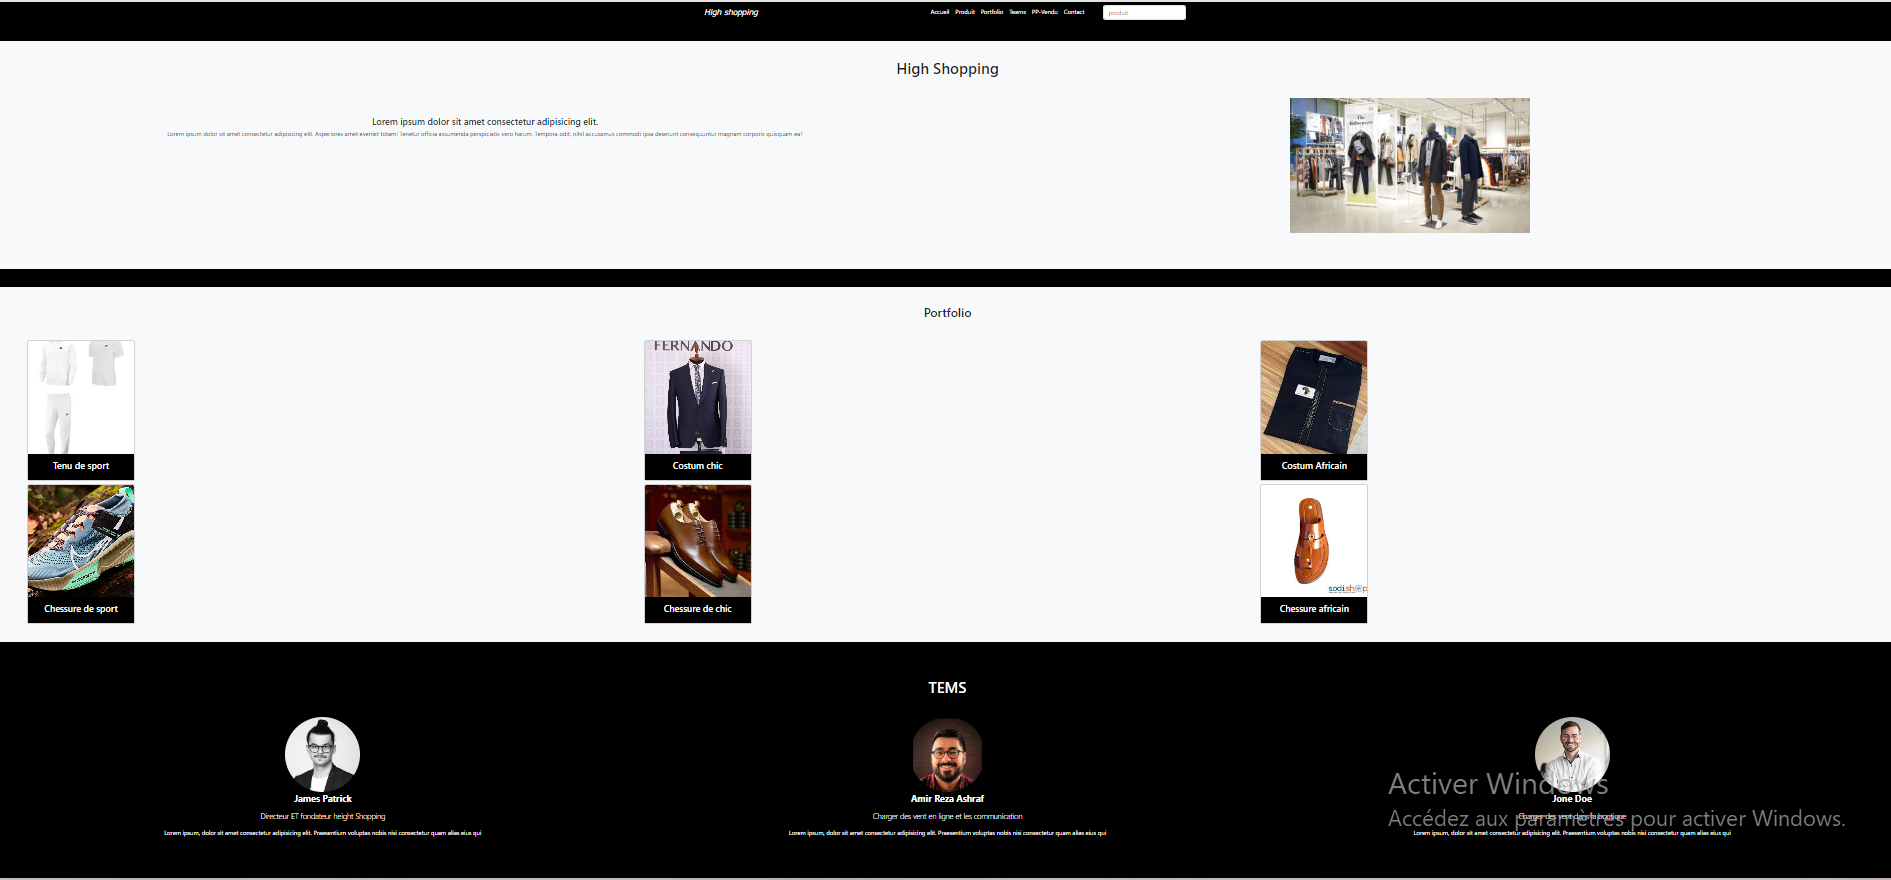 High shopping
Accueil Produit Portfolio Teams PP-Vendu Contact
produit
High Shopping
Lorem ipsum dolor sit amet consectetur adipisicing elit.
Lorem ipsum dolor sit amet consectetur adipisicing elit. Asperiores amet eveniet totam! Tenetur officia assumenda perspiciatis vero harum. Tempora odit, nihil accusamus commodi ipsa deserunt consequuntur magnam corporis quisquam ea?
Portfolio
FERNANDO
Tenu de sport
Costum chic
Costum Africain
sodishop
Chessure de sport
Chessure de chic
Chessure africain
TEMS
James Patrick
Directeur ET fondateur height Shopping
Lorem ipsum, dolor sit amet consectetur adipisicing elit. Praesentium voluptas nobis nisi consectetur quam alias eius qui
Amir Reza Ashraf
Charger des vent en ligne et les communication
Lorem ipsum, dolor sit amet consectetur adipisicing elit. Praesentium voluptas nobis nisi consectetur quam alias eius qui
Jone Doe
Charger des vent dans la boutique
Lorem ipsum, dolor sit amet consectetur adipisicing elit. Praesentium voluptas nobis nisi consectetur quam alias eius qui
Activer Windows
Accédez aux paramètres pour activer Windows.